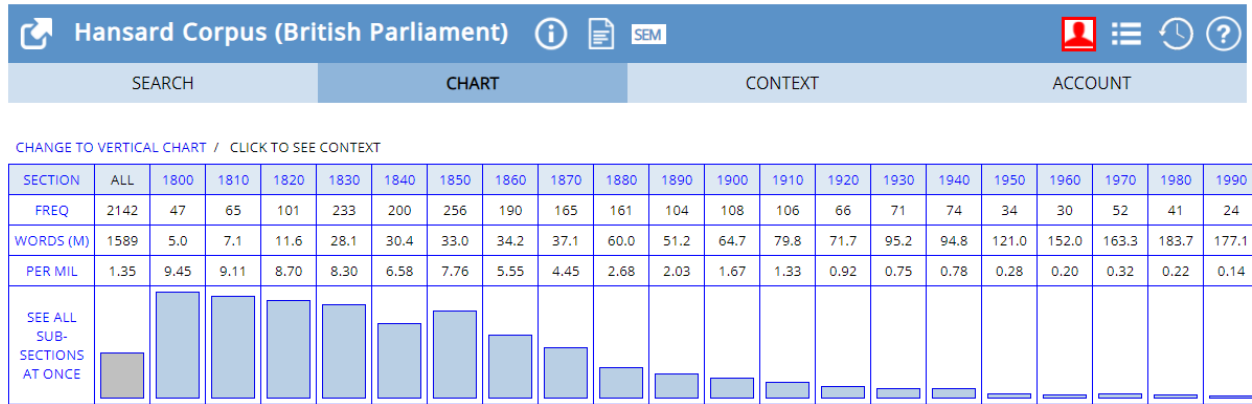 Hansard Corpus (British Parliament) i SEM ?
SEARCH CHART CONTEXT ACCOUNT
CHANGE TO VERTICAL CHART / CLICK TO SEE CONTEXT
SECTION ALL 1800 1810 1820 1830 1840 1850 1860 1870 1880 1890 1900 1910 1920 1930 1940 1950 1960 1970 1980 1990
FREQ 2142 47 65 101 233 200 256 190 165 161 104 108 106 66 71 74 34 30 52 41 24
WORDS (M) 1589 5.0 7.1 11.6 28.1 30.4 33.0 34.2 37.1 60.0 51.2 64.7 79.8 71.7 95.2 94.8 121.0 152.0 163.3 183.7 177.1
PER MIL 1.35 9.45 9.11 8.70 8.30 6.58 7.76 5.55 4.45 2.68 2.03 1.67 1.33 0.92 0.75 0.78 0.28 0.20 0.32 0.22 0.14
SEE ALL
SUB-
SECTIONS
AT ONCE